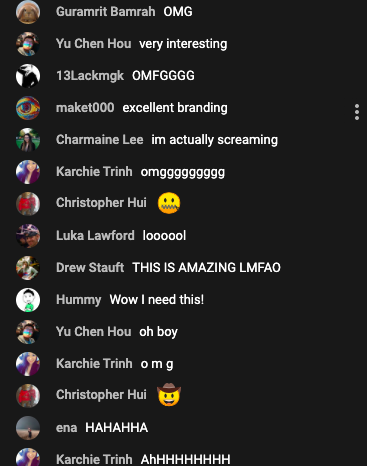 Guramrit Bamrah OMG
Yu Chen Hou very interesting
13Lackmgk OMFGGGG
maket000 excellent branding
Charmaine Lee im actually screaming
Karchie Trinh omggggggggg
Christopher Hui 🤐
Luka Lawford loooool
Drew Stauft THIS IS AMAZING LMFAO
Hummy Wow I need this!
Yu Chen Hou oh boy
Karchie Trinh o m g
Christopher Hui 🤠
ena HAHAHHA
Karchie Trinh AhHHHHHHHH